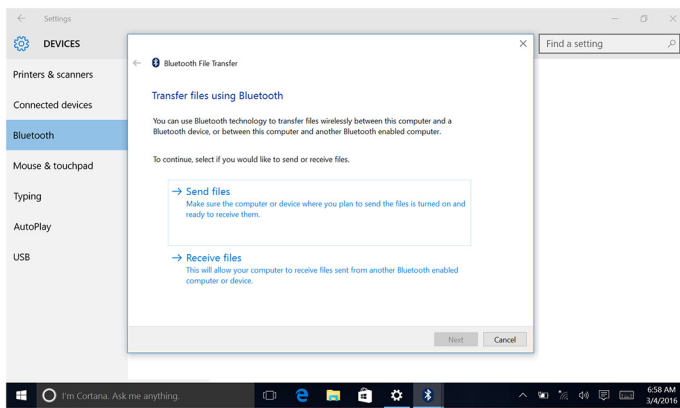 Settings
DEVICES
Find a setting
Printers & scanners
Connected devices
Bluetooth
Mouse & touchpad
Typing
AutoPlay
USB
Bluetooth File Transfer
Transfer files using Bluetooth
You can use Bluetooth technology to transfer files wirelessly between this computer and a
Bluetooth device, or between this computer and another Bluetooth enabled computer.
To continue, select if you would like to send or receive files.
Send files
Make sure the computer or device where you plan to send the files is turned on and
ready to receive them.
Receive files
This will allow your computer to receive files sent from another Bluetooth enabled
computer or device.
Next
Cancel
I'm Cortana. Ask me anything.
6:58 AM
3/4/2016